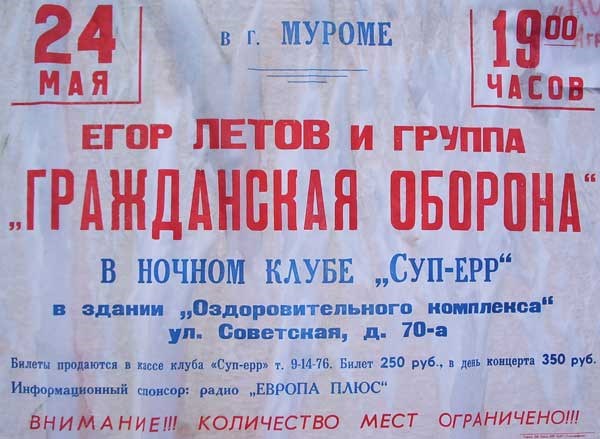 24 МАЯ
в г. МУРОМЕ
19 00 ЧАСОВ
ЕГОР ЛЕТОВ И ГРУППА
„ГРАЖДАНСКАЯ ОБОРОНА“
В НОЧНОМ КЛУБЕ „СУП-ЕРР“
в здании „Оздоровительного комплекса“
ул. Советская, д. 70-а
Билеты продаются в кассе клуба «Суп-ерр» т. 9-14-76. Билет 250 руб., в день концерта 350 руб.
Информационный спонсор: радио „ЕВРОПА ПЛЮС“
ВНИМАНИЕ!!! КОЛИЧЕСТВО МЕСТ ОГРАНИЧЕНО!!!